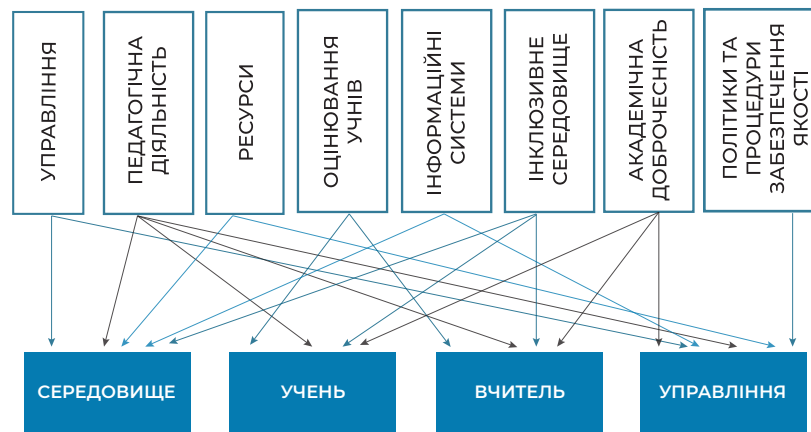 УПРАВЛІННЯ
ПЕДАГОГІЧНА
ДІЯЛЬНІСТЬ
РЕСУРСИ
ОЦІНЮВАННЯ
УЧНІВ
ІНФОРМАЦІЙНІ
СИСТЕМИ
ІНКЛЮЗИВНЕ
СЕРЕДОВИЩЕ
АКАДЕМІЧНА
ДОБРОЧЕСНІСТЬ
ПОЛІТИКИ ТА
ПРОЦЕДУРИ
ЗАБЕЗПЕЧЕННЯ
ЯКОСТІ
СЕРЕДОВИЩЕ
УЧЕНЬ
ВЧИТЕЛЬ
УПРАВЛІННЯ